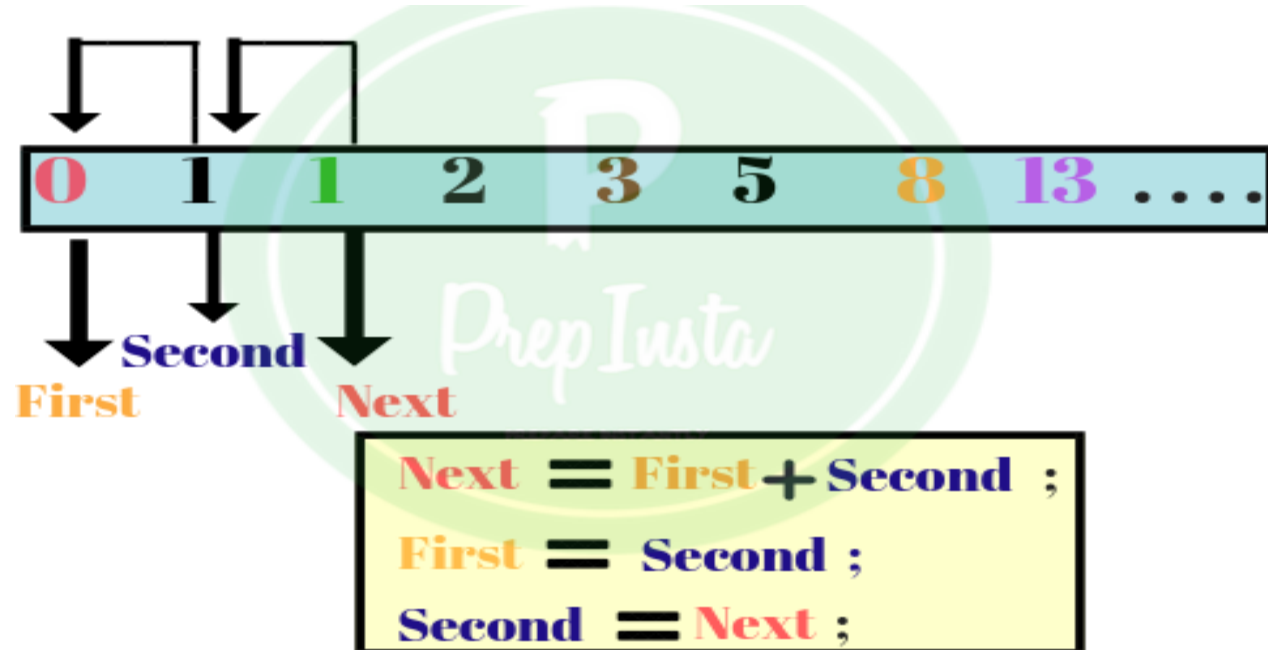 0 1 1 2 3 5 8 13 ....
Second
First Next
PrepInsta
Next = First + Second ;
First = Second ;
Second = Next ;